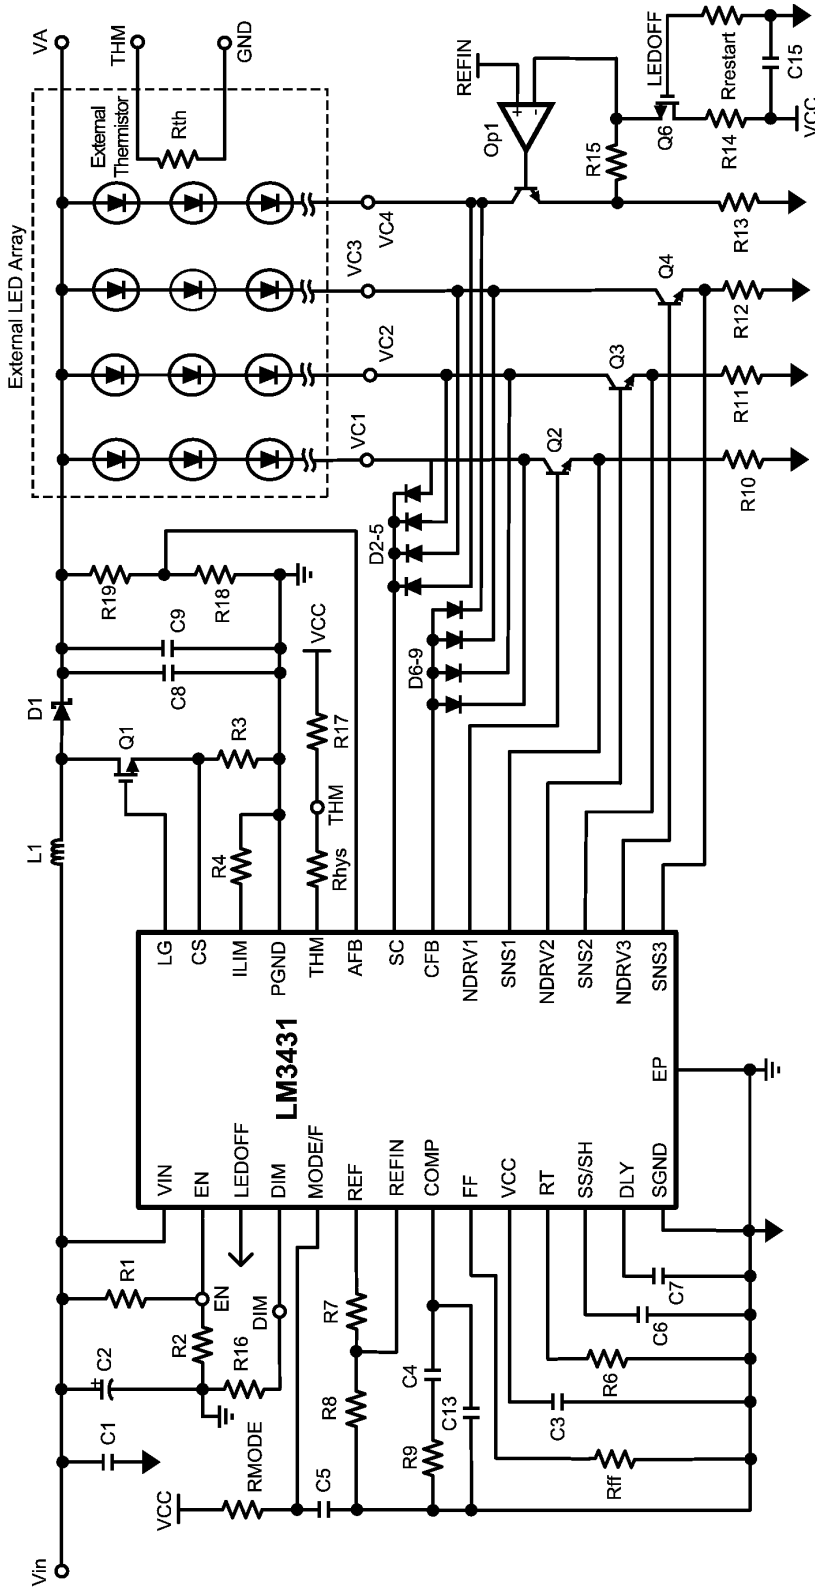 Vin
VA
THM
GND
External LED Array
External
Thermistor
Rth
L1
D1
C1
C2
R1
R2
EN
R16
DIM
VCC
RMODE
C5
R8
R7
R9
C4
C13
Rff
C3
R6
C6
C7
LM3431
VIN
EN
LEDOFF
DIM
MODE/F
REF
REFIN
COMP
FF
VCC
RT
SS/SH
DLY
SGND
EP
LG
CS
ILIM
PGND
THM
AFB
SC
CFB
NDRV1
SNS1
NDRV2
SNS2
NDRV3
SNS3
Q1
R3
R4
C8
C9
R19
R18
VCC
R17
THM
Rhys
D2-5
D6-9
VC1
VC2
VC3
VC4
Q2
Q3
Q4
R10
R11
R12
R13
REFIN
Op1
+
-
R15
Q6
LEDOFF
R14
Rrestart
C15
VCC